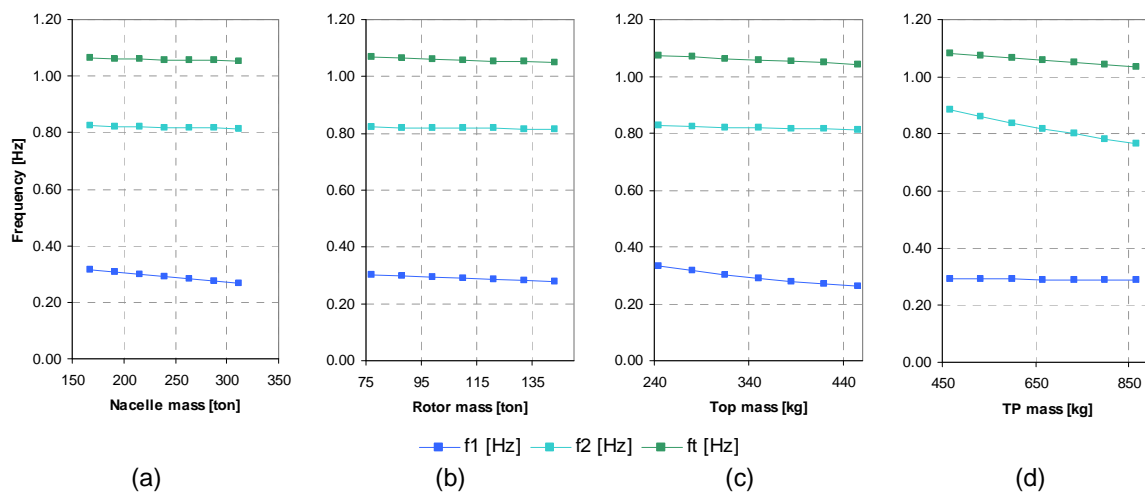 1.20 1.20 1.20 1.20
1.00 1.00 1.00 1.00
0.80 0.80 0.80 0.80
0.60 0.60 0.60 0.60
0.40 0.40 0.40 0.40
0.20 0.20 0.20 0.20
0.00 0.00 0.00 0.00
Frequency [Hz]
150 200 250 300 350 75 95 115 135 240 340 440 450 650 850
Nacelle mass [ton] Rotor mass [ton] Top mass [kg] TP mass [kg]
f1 [Hz] f2 [Hz] ft [Hz]
(a) (b) (c) (d)